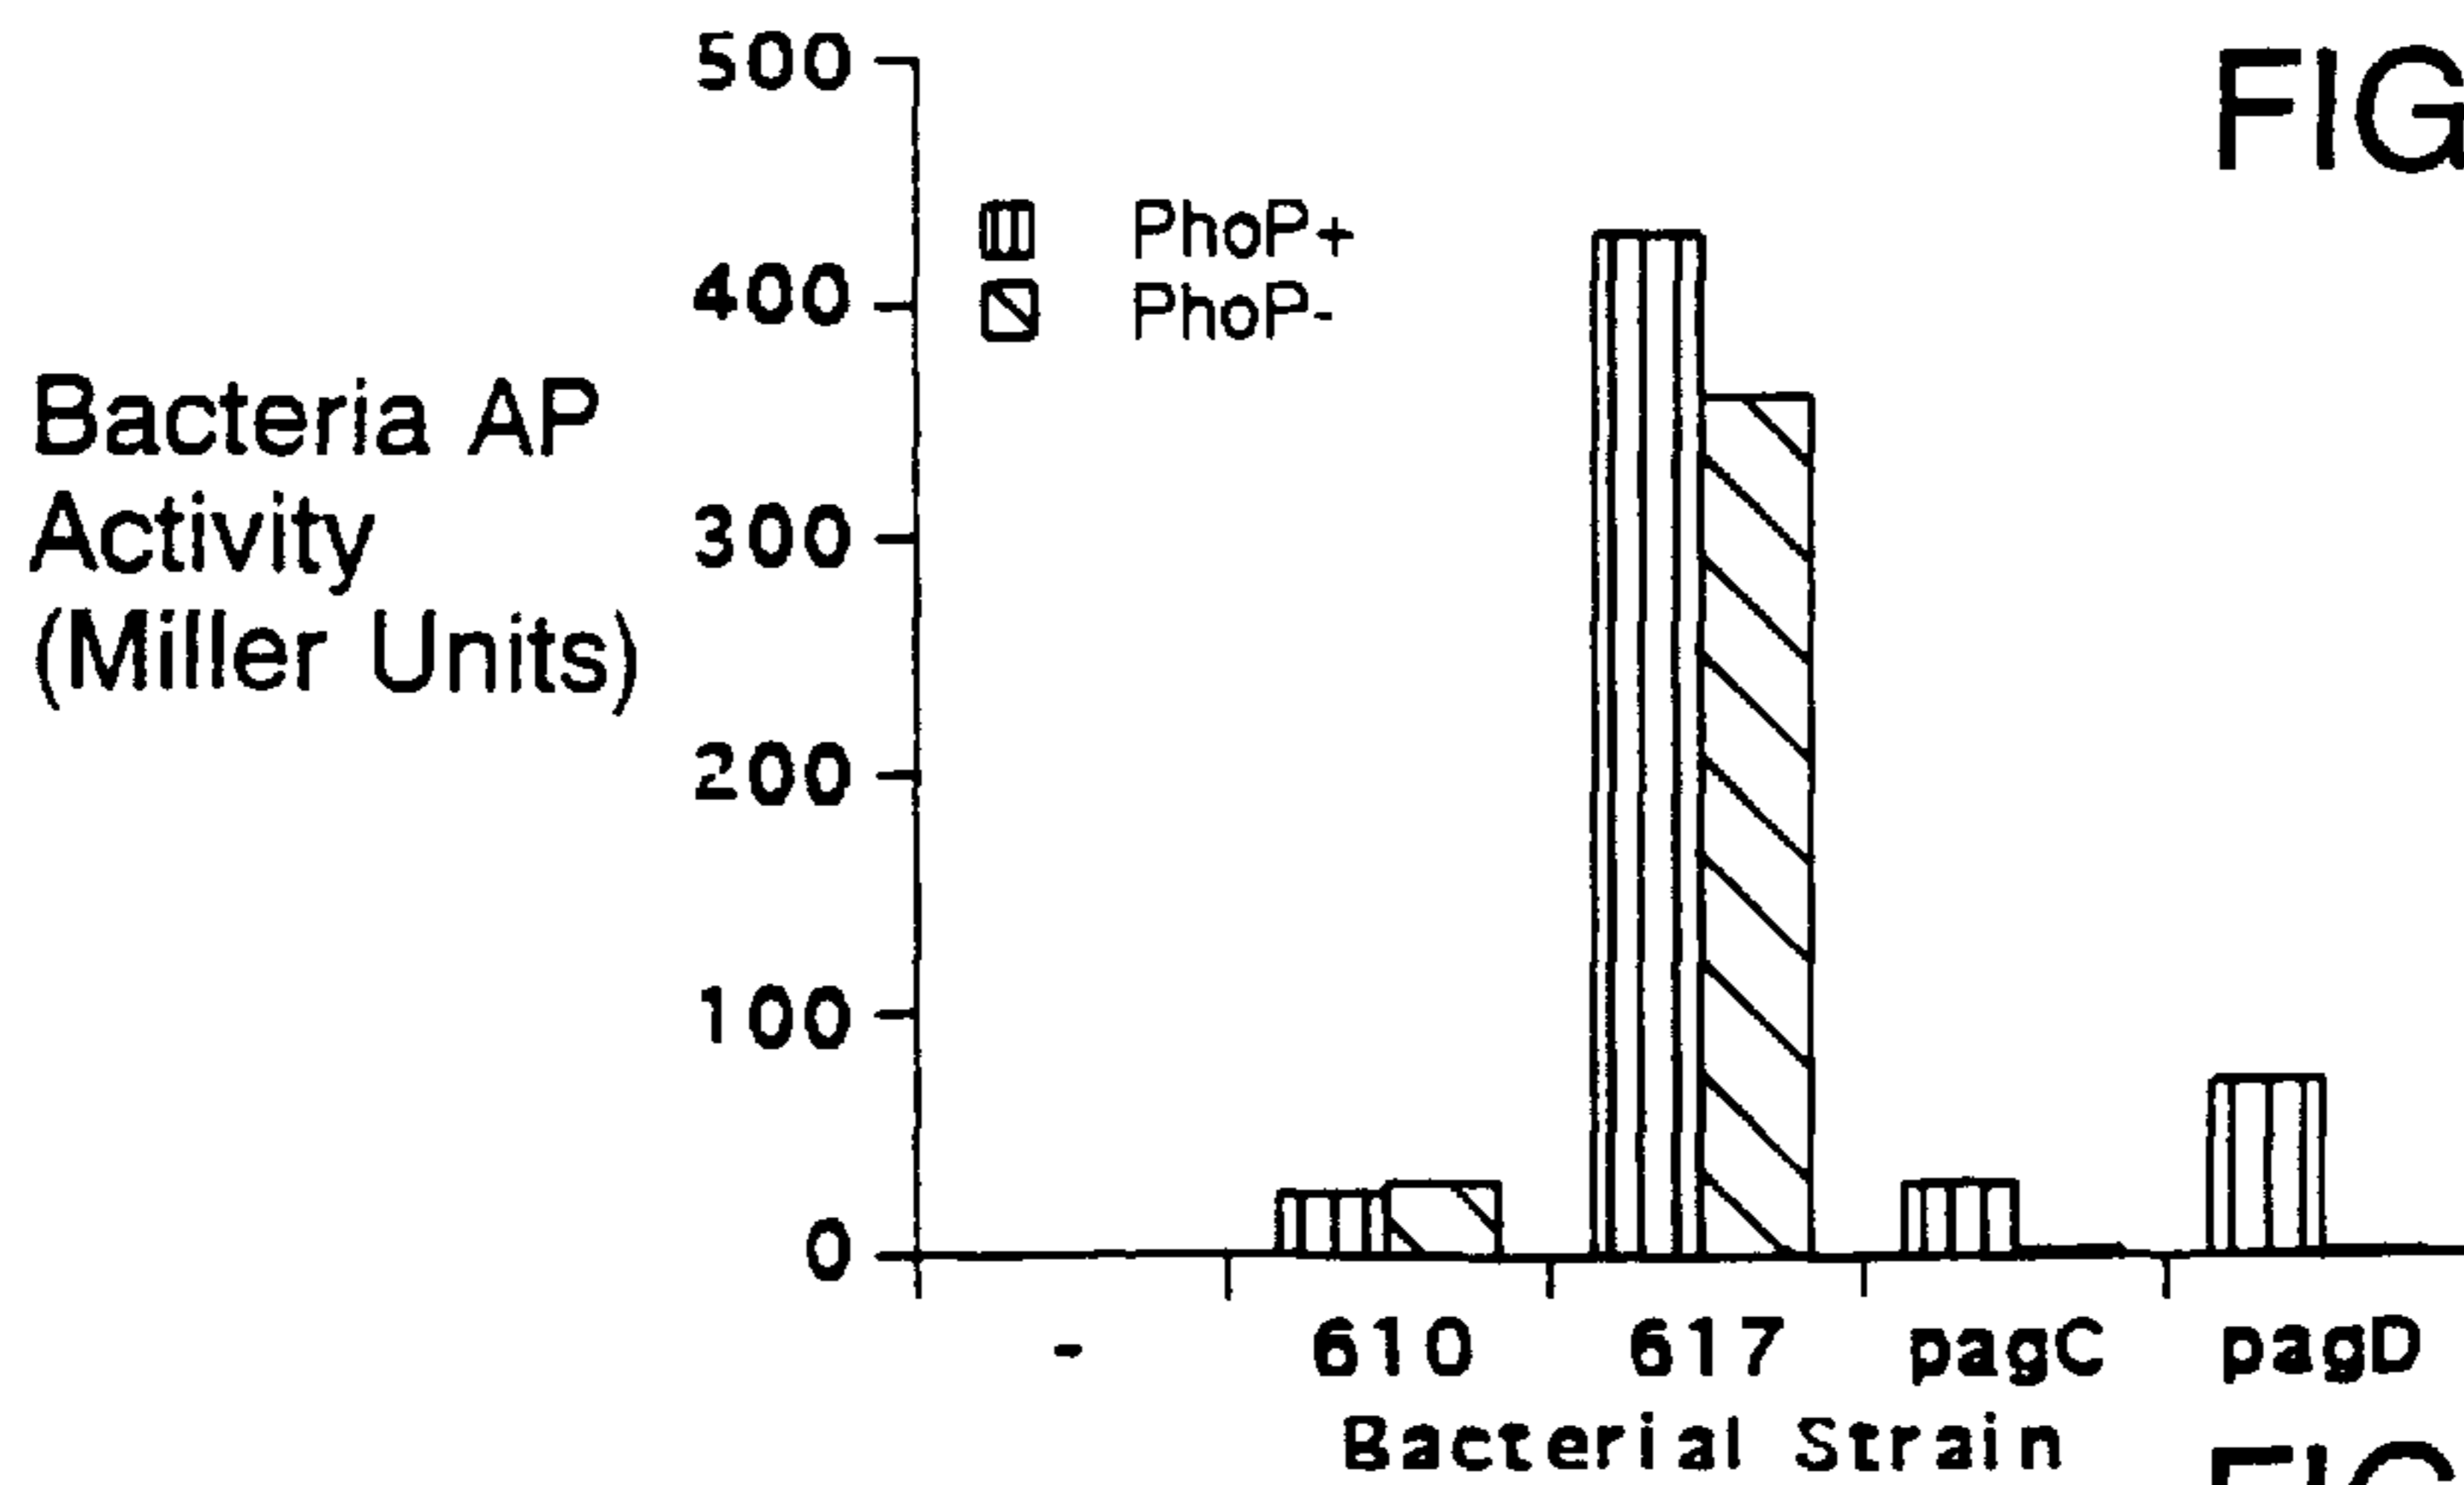 FIG
500
PhoP+
400
PhoP-
Bacteria AP
Activity
(Miller Units)
300
200
100
0
- 610 617 pagC pagD
Bacterial Strain